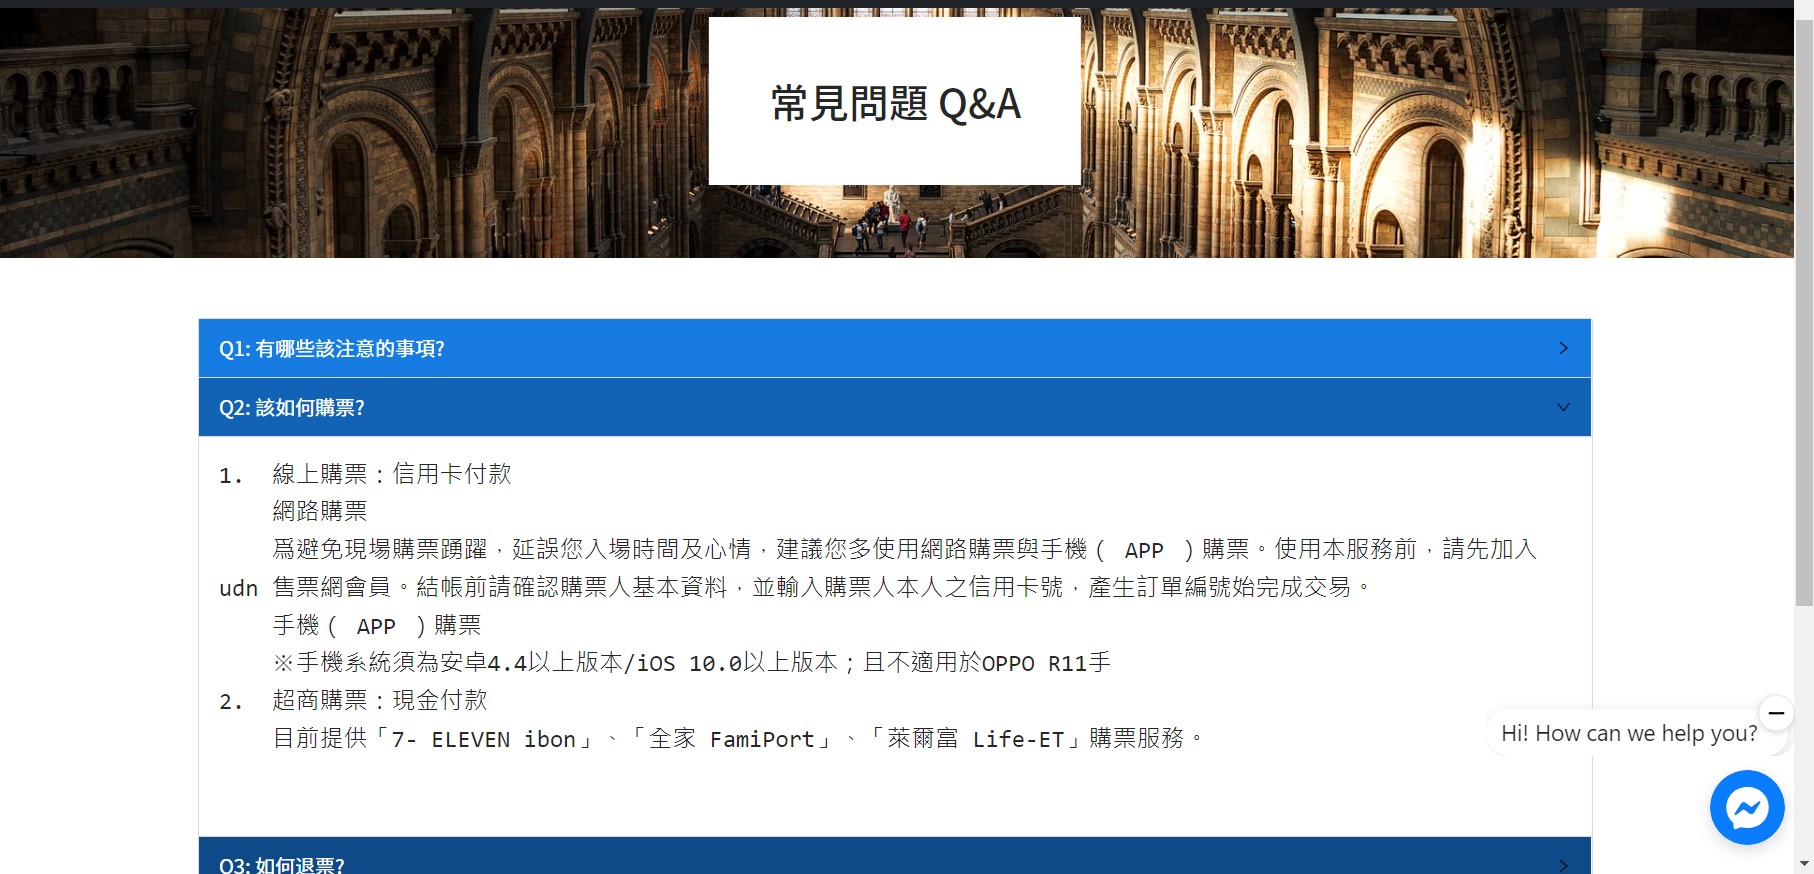 常見問題 Q&A
Q1: 有哪些該注意的事項?
Q2: 該如何購票?
1. 線上購票：信用卡付款
網路購票
爲避免現場購票踴躍，延誤您入場時間及心情，建議您多使用網路購票與手機( APP )購票。使用本服務前，請先加入
udn 售票網會員。結帳前請確認購票人基本資料，並輸入購票人本人之信用卡號，產生訂單編號始完成交易。
手機( APP )購票
※手機系統須為安卓4.4以上版本/iOS 10.0以上版本；且不適用於OPPO R11手
2. 超商購票：現金付款
目前提供「7- ELEVEN ibon」、「全家 FamiPort」、「萊爾富 Life-ET」購票服務。
Hi! How can we help you?
Q3: 如何退票?